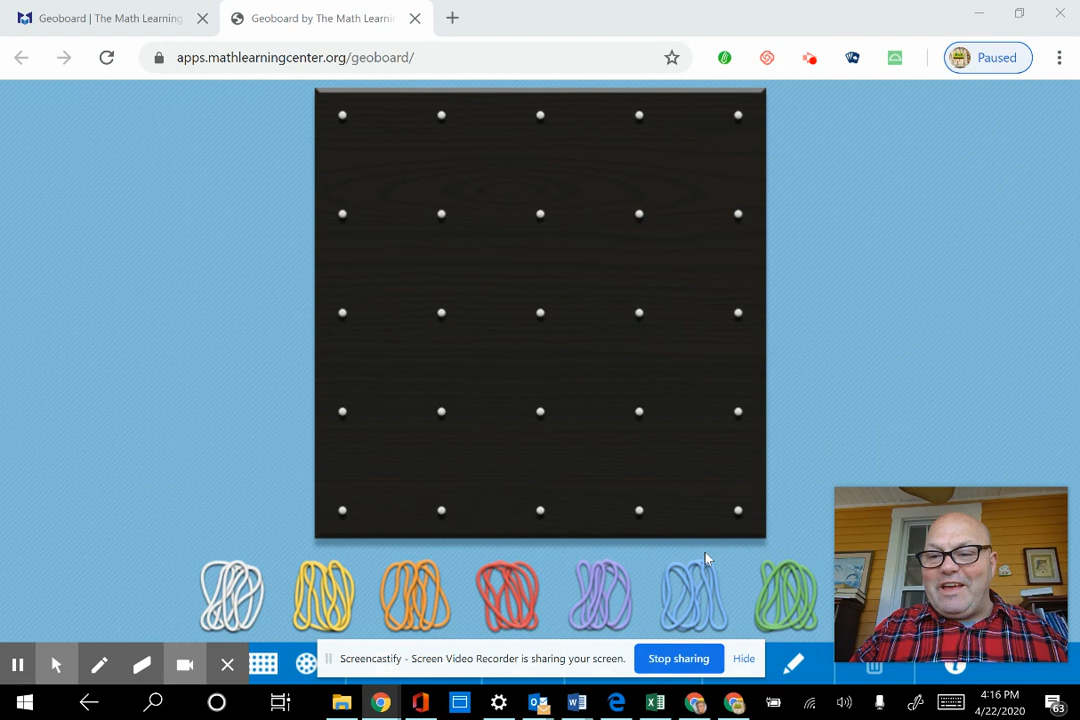 Geoboard | The Math Learning
Geoboard by The Math Learnin
apps.mathlearningcenter.org/geoboard/
Paused
Screencastify - Screen Video Recorder is sharing your screen.
Stop sharing
Hide
4:16 PM
4/22/2020
63